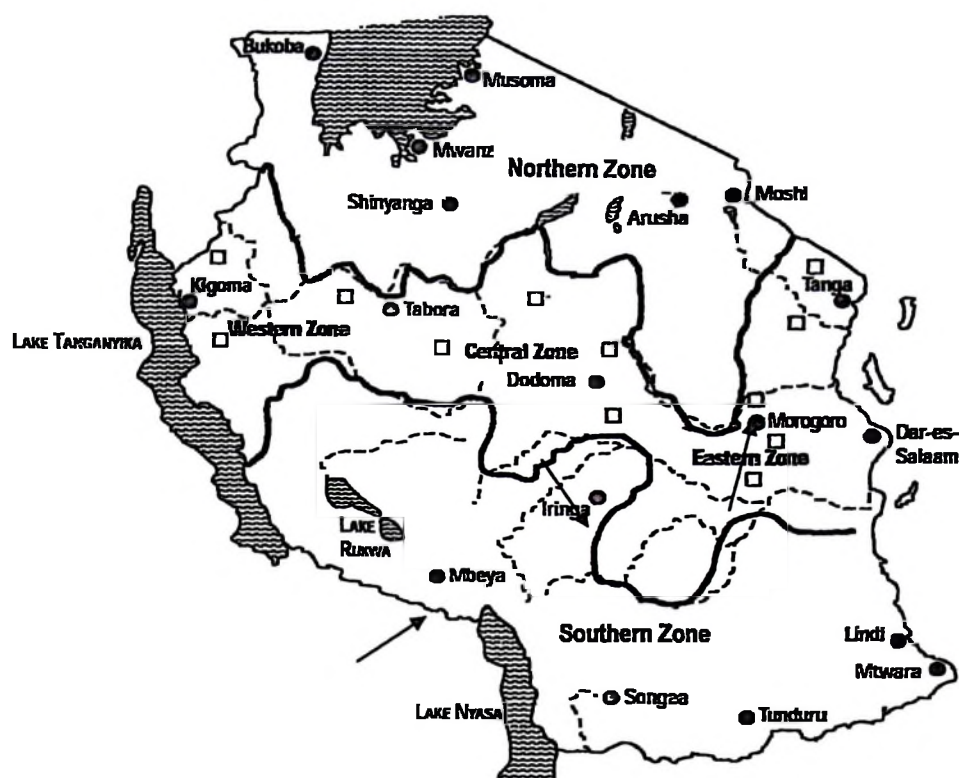 Bukoba
Musoma
Mwanz
Northern Zone
Shinyanga
Arusha
Moshi
Kigoma
Tabora
Tanga
Western Zone
LAKE TANGANYIKA
Central Zone
Dodoma
Morogoro
Dar-es-
Salaam
Eastern Zone
Iringa
LAKE
RUKWA
Mbeya
Southern Zone
Lindi
Mtwara
LAKE NYASA
Songea
Tunduru